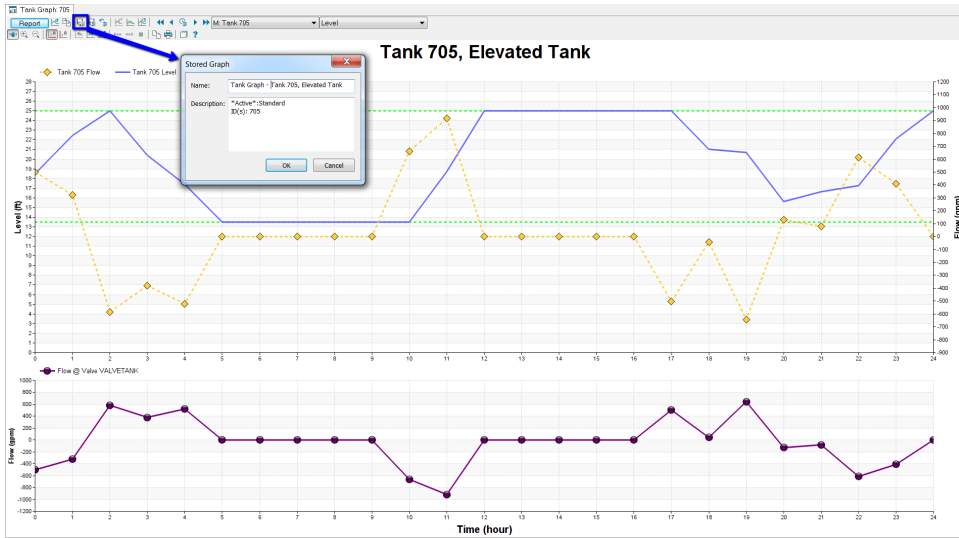 Tank Graph: 705
Report
M: Tank 705
Level
Tank 705, Elevated Tank
Tank 705 Flow
Tank 705 Level
Stored Graph
Name:
Tank Graph - Tank 705, Elevated Tank
Description:
"Active":Standard
ID(s): 705
OK
Cancel
28
27
26
25
24
23
22
21
20
19
18
17
16
15
14
13
12
11
10
9
8
7
6
5
4
3
2
1
0
Level (ft)
1200
1100
1000
900
800
700
600
500
400
300
200
100
0
-100
-200
-300
-400
-500
-600
-700
-800
-900
Flow (gpm)
0 1 2 3 4 5 6 7 8 9 10 11 12 13 14 15 16 17 18 19 20 21 22 23 24
Flow @ Valve VALVETANK
1000
800
600
400
200
0
-200
-400
-600
-800
-1000
-1200
Flow (gpm)
0 1 2 3 4 5 6 7 8 9 10 11 12 13 14 15 16 17 18 19 20 21 22 23 24
Time (hour)